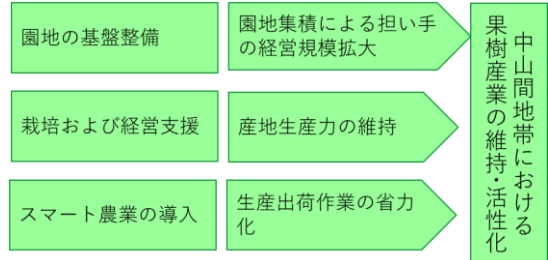 園地の基盤整備
園地集積による担い手
の経営規模拡大
栽培および経営支援
産地生産力の維持
スマート農業の導入
生産出荷作業の省力
化
中山間地帯における
果樹産業の維持・活性化